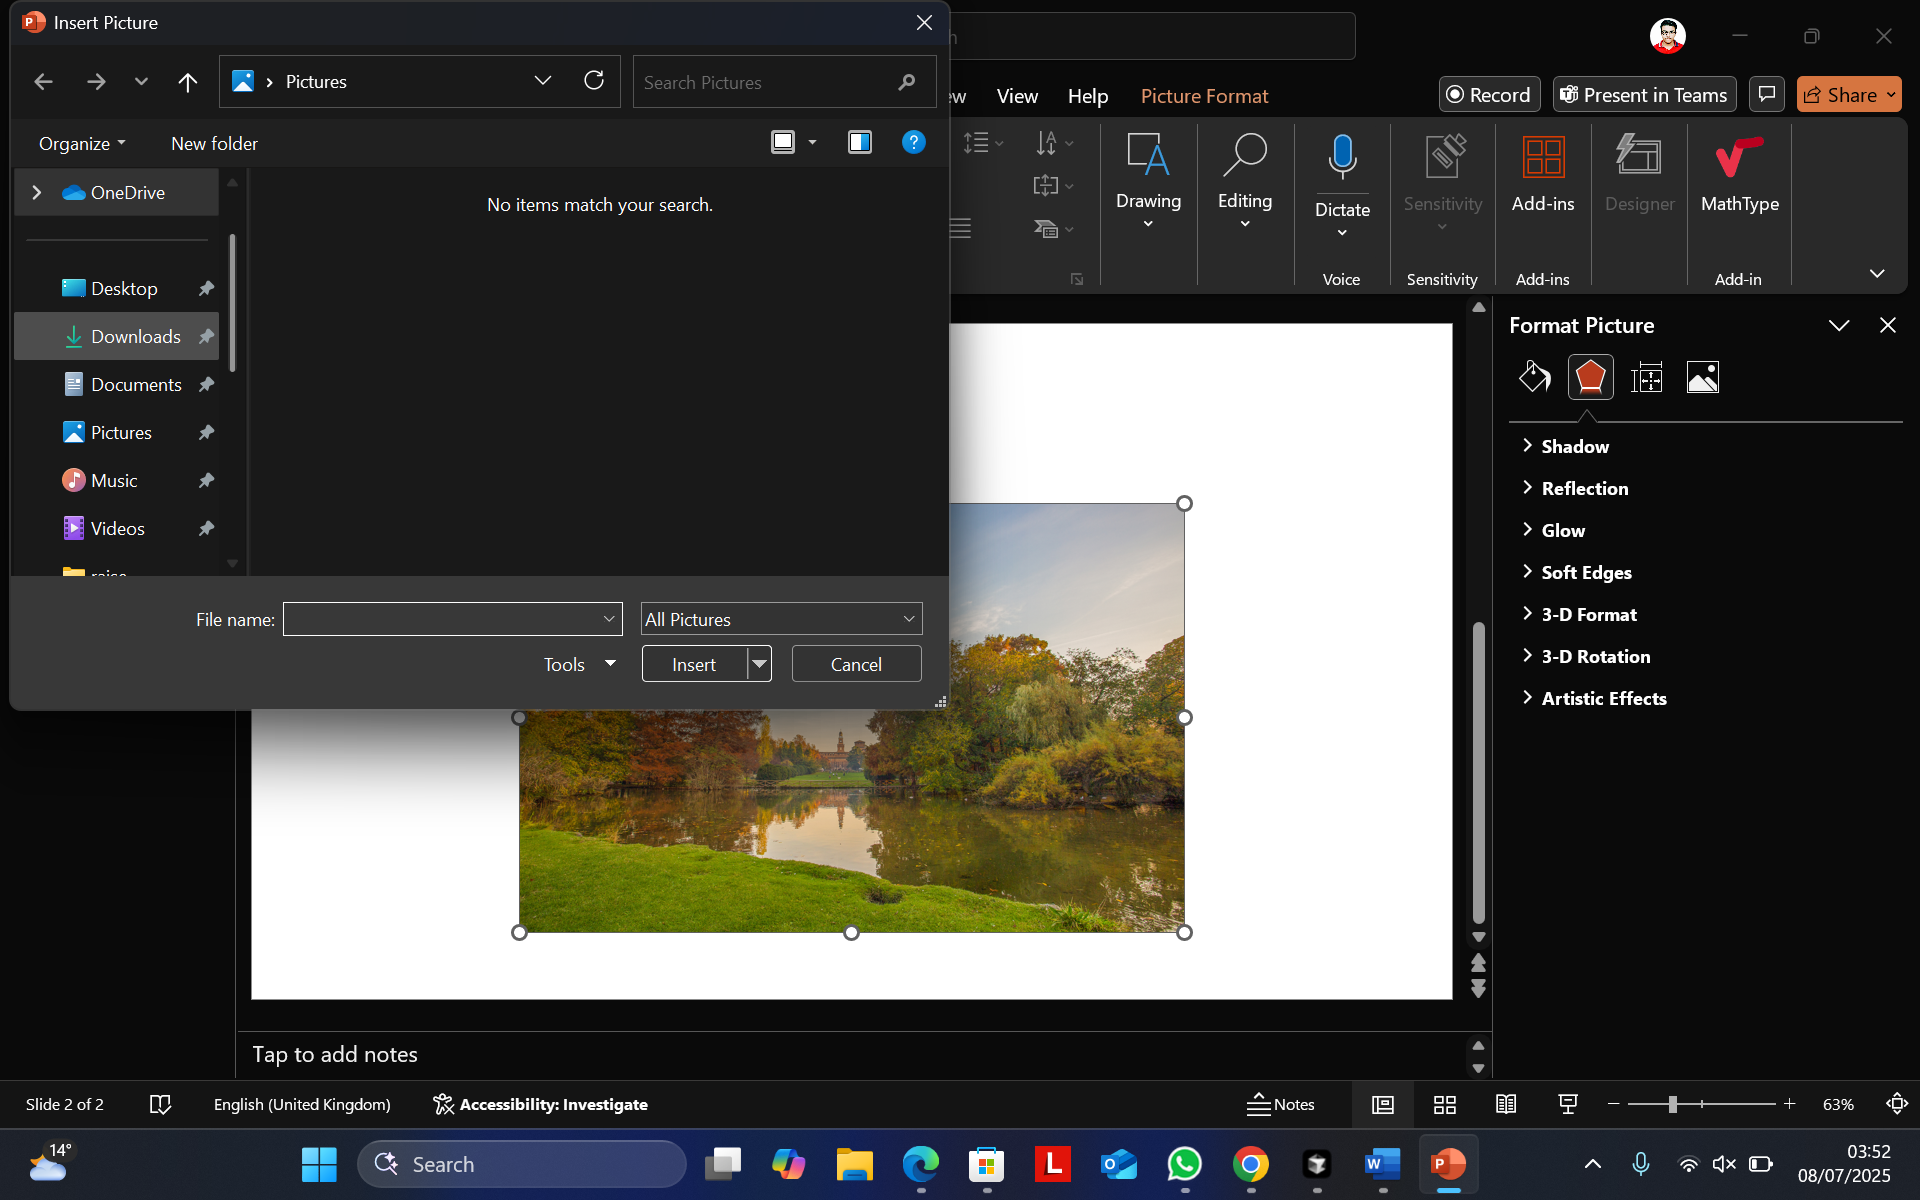 Insert Picture
Pictures
Search Pictures
Organize
New folder
OneDrive
No items match your search.
Desktop
Downloads
Documents
Pictures
Music
Videos
File name:
All Pictures
Tools
Insert
Cancel
View
Help
Picture Format
Record
Present in Teams
Share
Drawing
Editing
Dictate
Sensitivity
Add-ins
Designer
MathType
Voice
Sensitivity
Add-ins
Add-in
Format Picture
Shadow
Reflection
Glow
Soft Edges
3-D Format
3-D Rotation
Artistic Effects
Tap to add notes
Slide 2 of 2
English (United Kingdom)
Accessibility: Investigate
Notes
63%
14°
Search
03:52
08/07/2025